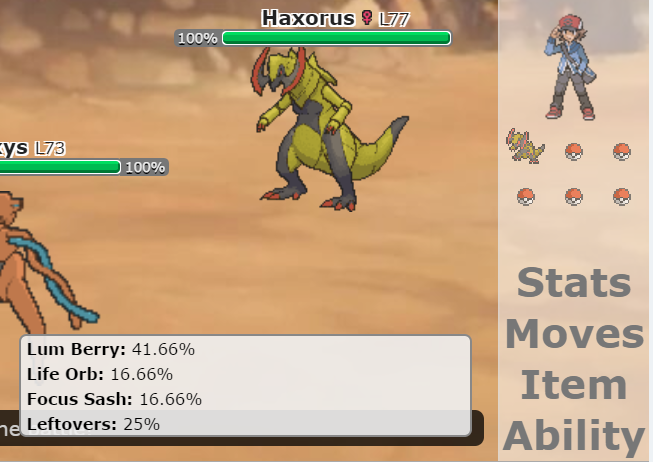 Haxorus L77
100%
xys L73
100%
Lum Berry: 41.66%
Life Orb: 16.66%
Focus Sash: 16.66%
Leftovers: 25%
Stats
Moves
Item
Ability